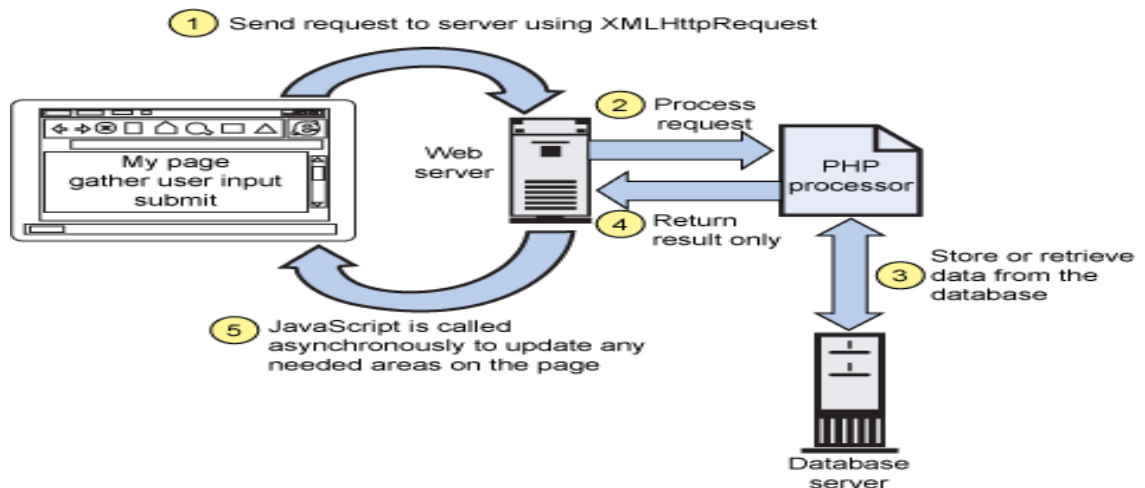 1 Send request to server using XMLHttpRequest
2 Process
request
My page
gather user input
submit
Web
server
PHP
processor
4 Return
result only
3 Store or retrieve
data from the
database
5 JavaScript is called
asynchronously to update any
needed areas on the page
Database
server